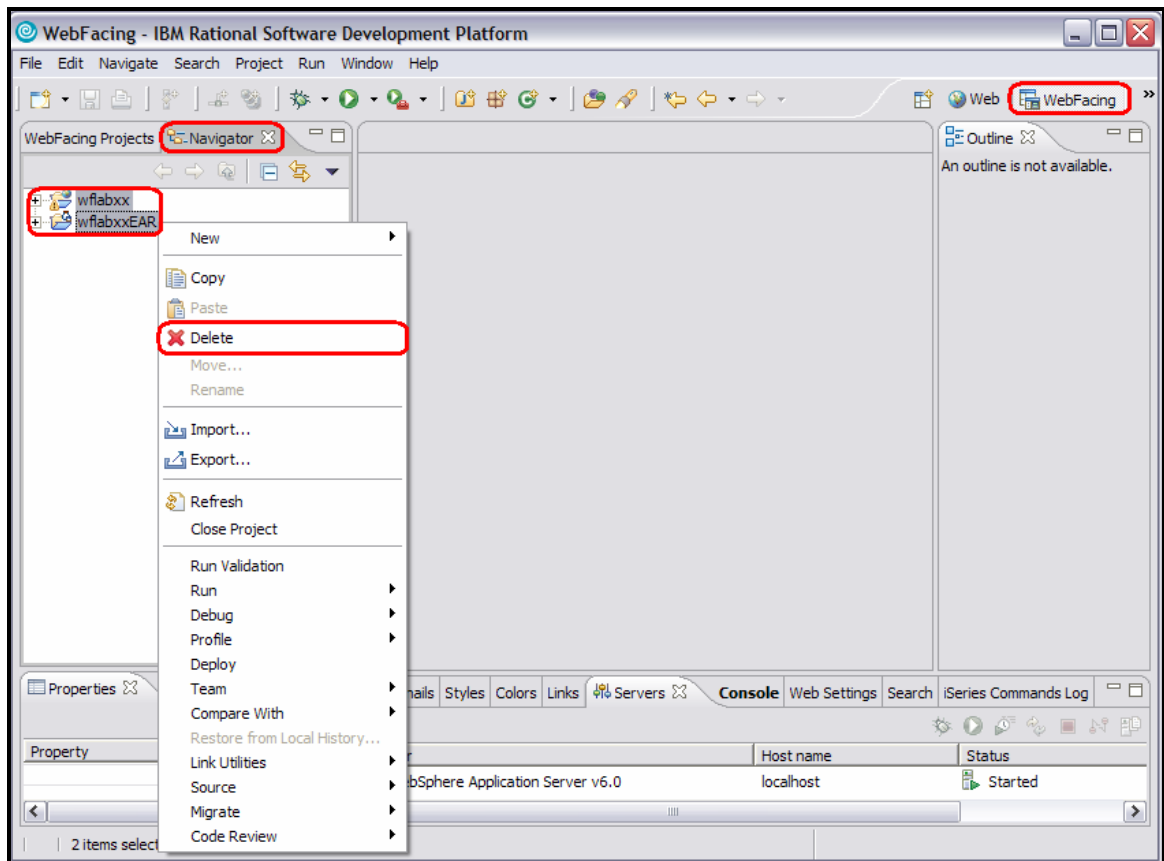 WebFacing - IBM Rational Software Development Platform
File Edit Navigate Search Project Run Window Help
Web WebFacing »
WebFacing Projects Navigator
Outline
An outline is not available.
wflabxx
wflabxxEAR
New
Copy
Paste
Delete
Move...
Rename
Import...
Export...
Refresh
Close Project
Run Validation
Run
Debug
Profile
Deploy
Team
Compare With
Restore from Local History...
Link Utilities
Source
Migrate
Code Review
Properties
Styles Colors Links Servers Console Web Settings Search iSeries Commands Log
Property
Host name Status
Application Server v6.0 localhost Started
2 items